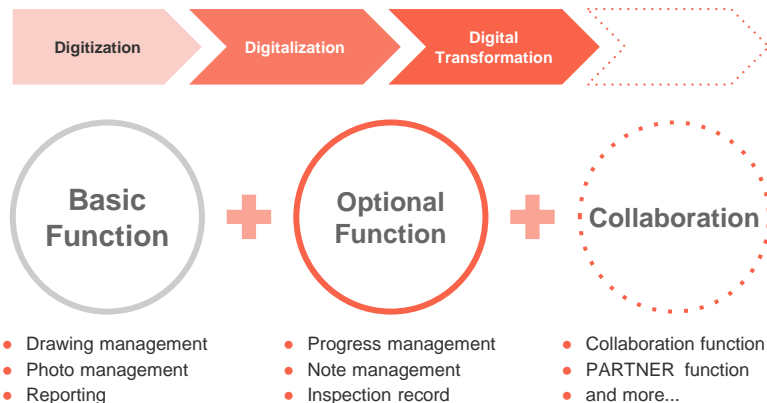 Digitization
Digitalization
Digital
Transformation
Basic
Function
Optional
Function
Collaboration
● Drawing management
● Photo management
● Reporting
● Progress management
● Note management
● Inspection record
● Collaboration function
● PARTNER function
● and more...